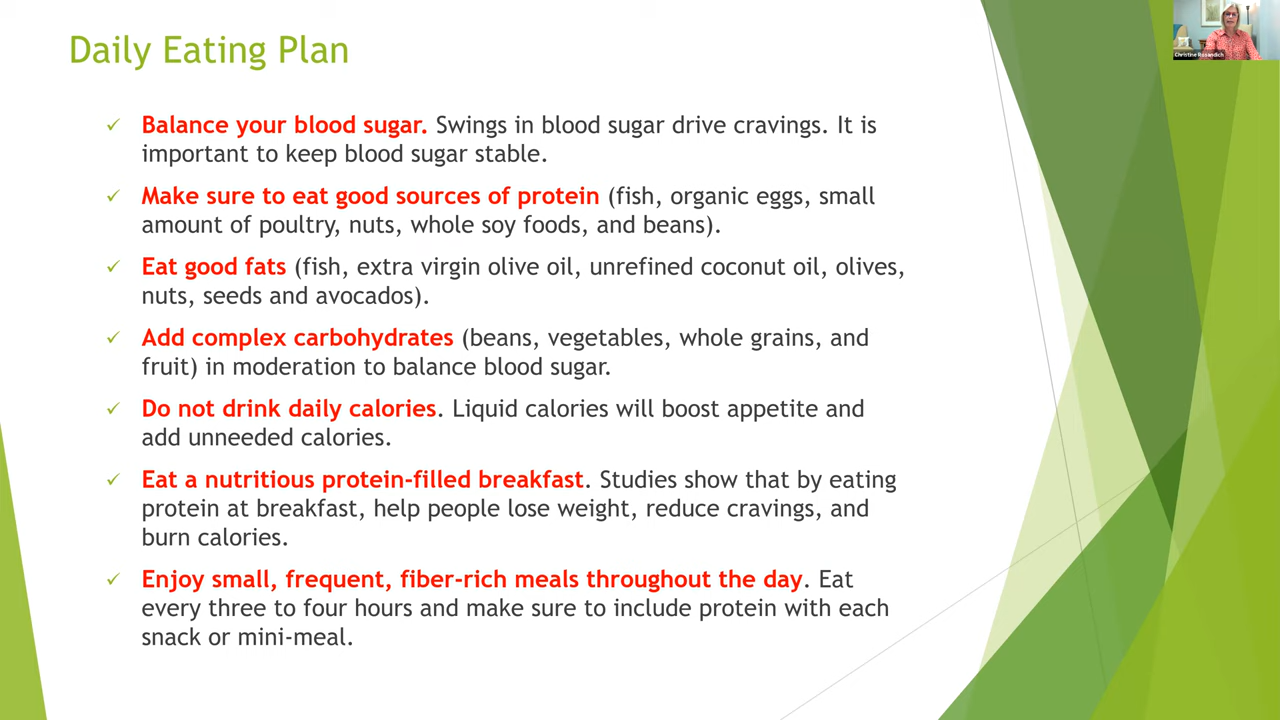 Daily Eating Plan
Christine Rosandich
✓ Balance your blood sugar. Swings in blood sugar drive cravings. It is
important to keep blood sugar stable.
✓ Make sure to eat good sources of protein (fish, organic eggs, small
amount of poultry, nuts, whole soy foods, and beans).
✓ Eat good fats (fish, extra virgin olive oil, unrefined coconut oil, olives,
nuts, seeds and avocados).
✓ Add complex carbohydrates (beans, vegetables, whole grains, and
fruit) in moderation to balance blood sugar.
✓ Do not drink daily calories. Liquid calories will boost appetite and
add unneeded calories.
✓ Eat a nutritious protein-filled breakfast. Studies show that by eating
protein at breakfast, help people lose weight, reduce cravings, and
burn calories.
✓ Enjoy small, frequent, fiber-rich meals throughout the day. Eat
every three to four hours and make sure to include protein with each
snack or mini-meal.